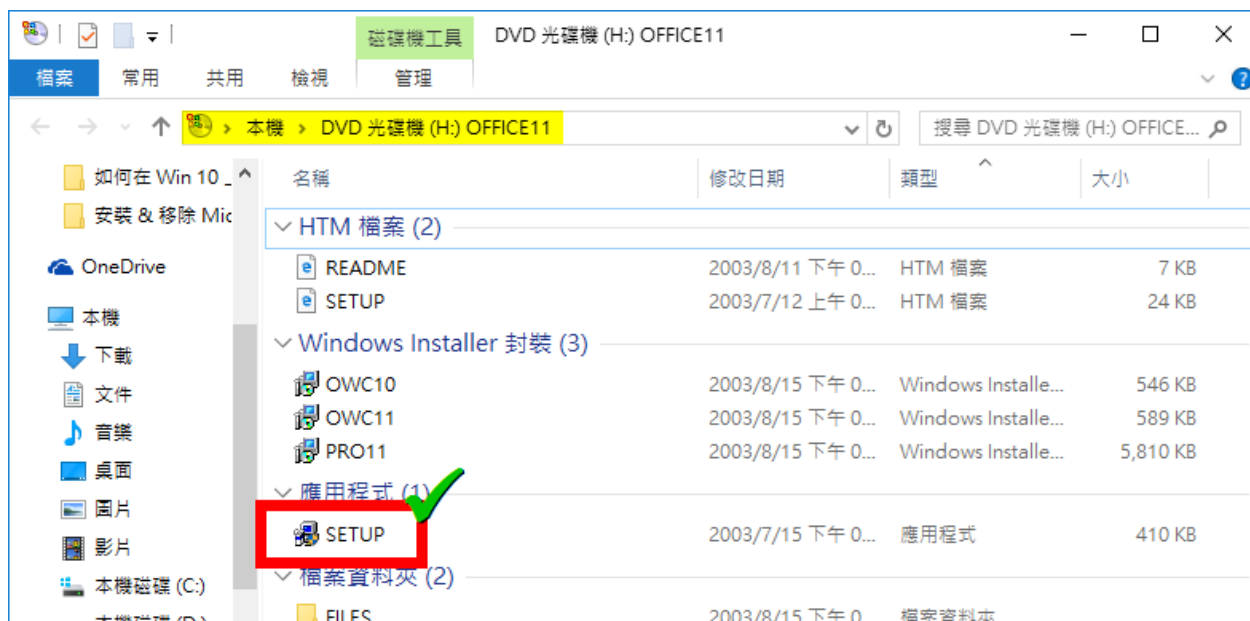 磁碟機工具 DVD 光碟機 (H:) OFFICE11
檔案 常用 共用 檢視 管理
本機 DVD 光碟機 (H:) OFFICE11 搜尋 DVD 光碟機 (H:) OFFICE...
如何在 Win 10 _
安裝 & 移除 Mic
OneDrive
本機
下載
文件
音樂
桌面
圖片
影片
本機磁碟 (C:)
本機磁碟 (D:)
名稱 修改日期 類型 大小
HTM 檔案 (2)
README 2003/8/11 下午 0... HTM 檔案 7 KB
SETUP 2003/7/12 上午 0... HTM 檔案 24 KB
Windows Installer 封裝 (3)
OWC10 2003/8/15 下午 0... Windows Installe... 546 KB
OWC11 2003/8/15 下午 0... Windows Installe... 589 KB
PRO11 2003/8/15 下午 0... Windows Installe... 5,810 KB
應用程式 (1)
SETUP 2003/7/15 下午 0... 應用程式 410 KB
檔案資料夾 (2)
FILES 2003/8/15 下午 0... 檔案資料夾